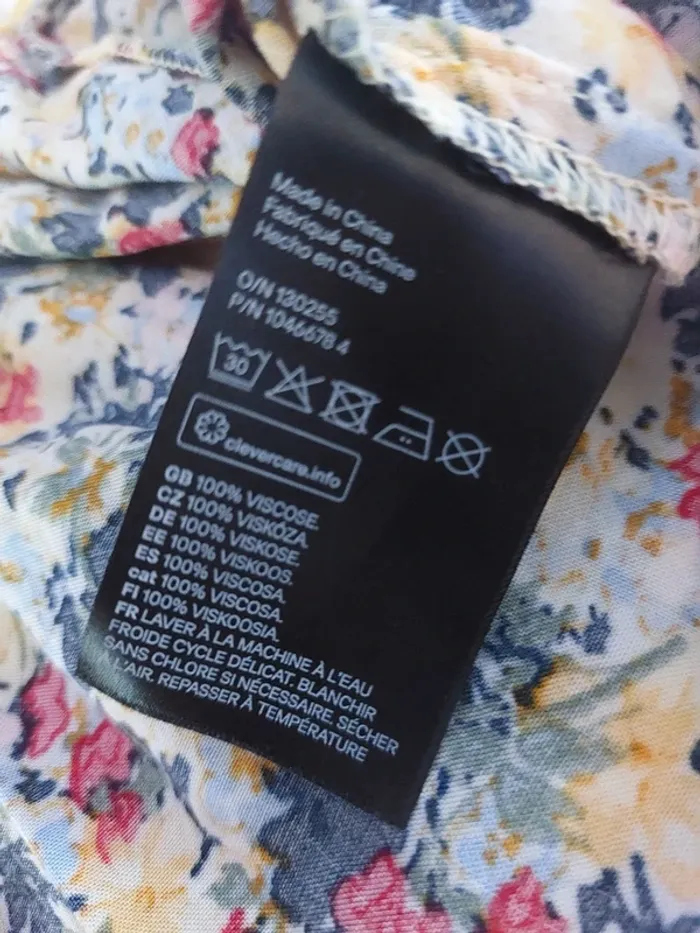 Made in China
Fabriqué en Chine
Hecho en China
O/N 130255
P/N 1046678 4
30
clevercare.info
GB 100% VISCOSE.
CZ 100% VISKÓZA.
DE 100% VISKOSE.
EE 100% VISKOOS.
ES 100% VISCOSA.
cat 100% VISCOSA.
FI 100% VISKOOSIA.
FR LAVER À LA MACHINE À L'EAU
FROIDE CYCLE DÉLICAT. BLANCHIR
SANS CHLORE SI NÉCESSAIRE. SÉCHER
À L'AIR. REPASSER À TEMPÉRATURE